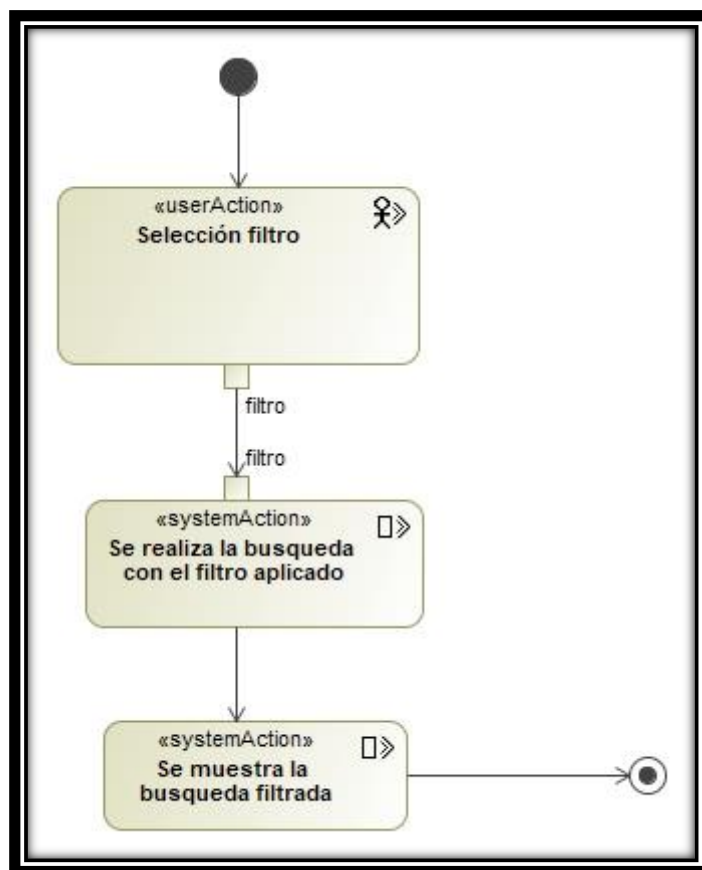 «userAction»
Selección filtro
filtro
filtro
«systemAction»
Se realiza la busqueda
con el filtro aplicado
«systemAction»
Se muestra la
busqueda filtrada